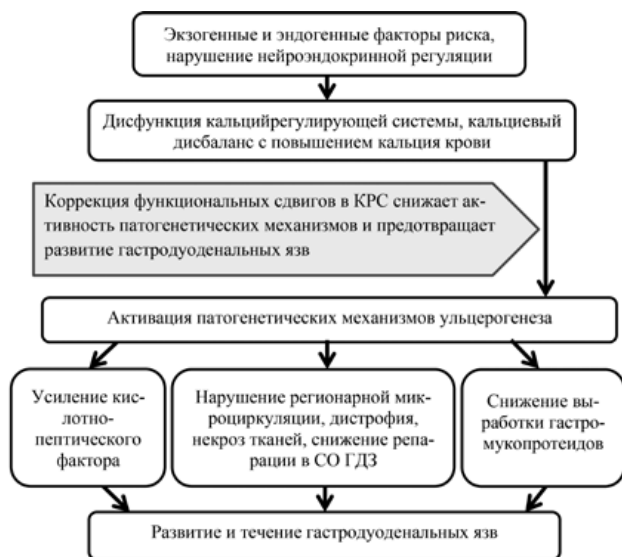 Экзогенные и эндогенные факторы риска,
нарушение нейроэндокринной регуляции
Дисфункция кальцийрегулирующей системы, кальциевый
дисбаланс с повышением кальция крови
Коррекция функциональных сдвигов в КРС снижает ак-
тивность патогенетических механизмов и предотвращает
развитие гастродуоденальных язв
Активация патогенетических механизмов ульцерогенеза
Усиление кис-
лотно-
пептического
фактора
Нарушение регионарной мик-
роциркуляции, дистрофия,
некроз тканей, снижение репа-
рации в СО ГДЗ
Снижение вы-
работки гастро-
мукопротеидов
Развитие и течение гастродуоденальных язв